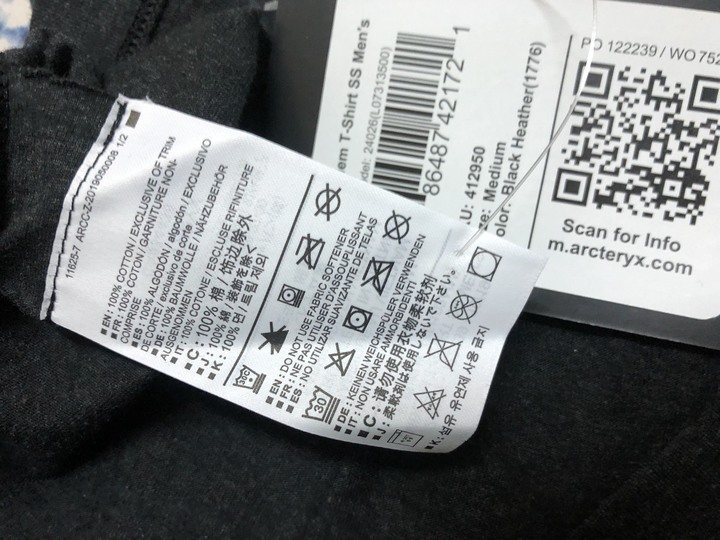 11625-7 ARCC-Z-2019050008 1/2
EN : 100% COTTON / EXCLUSIVE OF TRIM
FR : 100% COTON / GARNITURE NON-
COMPRISE
ES : 100% ALGODÓN / algodón / EXCLUSIVO
DE COPTE / exclusivo de corta
DE : 100% BAUMWOLLE / NÄHZUBEHÖR
AUSGENOMMEN
IT : 100% COTONE / ESCLUSE RIFINITURE
C : 100% 棉 饰边除外
J : 100% 綿 装飾を除く
K : 100% 면 / 트림 제외
30C
EN : DO NOT USE FABRIC SOFTENER
FR : NE PAS UTILISER D'ASSOUPLISSANT
ES : NO UTILIZAR SUAVIZANTE DE TELAS
30
DE : KEINEN WEICHSPÜLER VERWENDEN
IT : NON USARE AMMORBIDENTI
C : 请勿使用衣物柔软剂
J : 柔軟剤は使用しないで下さい。
K : 섬유 유연제 사용 금지
em T-Shirt SS Men's
del: 24026(L07313500)
86487 42172 1
U: 412950
e: Medium
olor: Black Heather(1776)
PO 122239 / WO 752
Scan for Info
m.arcteryx.com